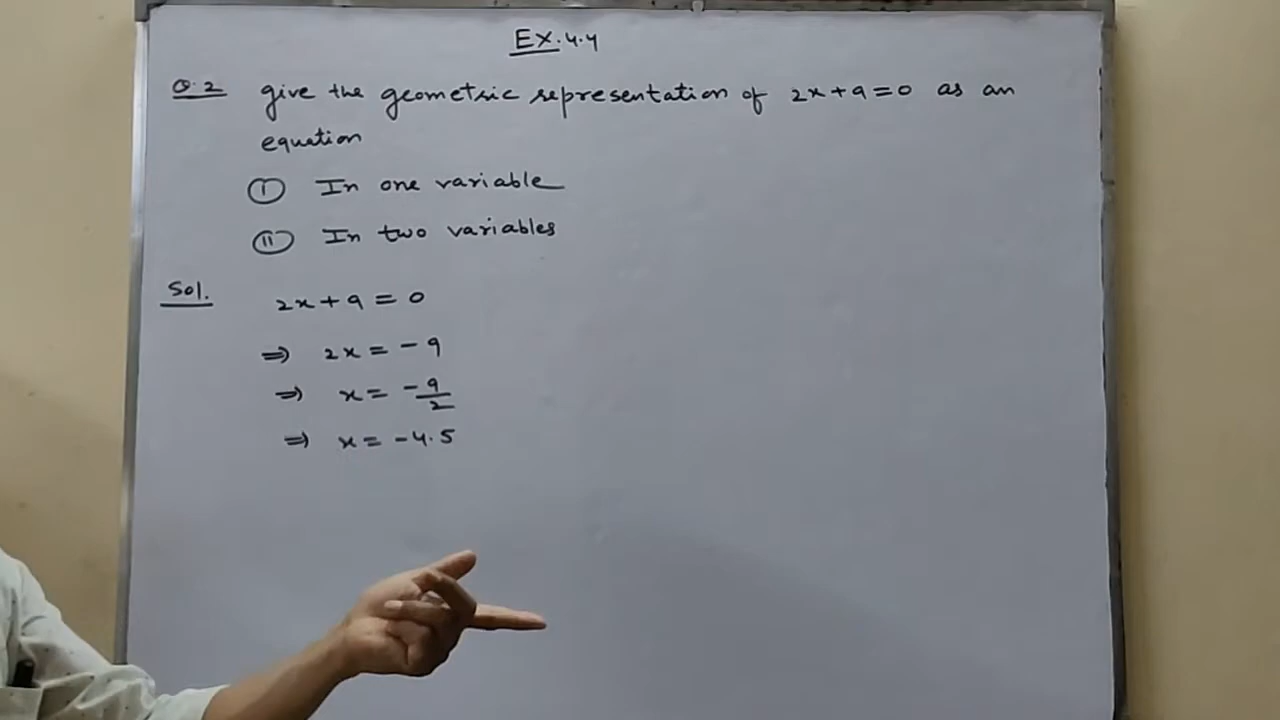 Ex. 4.4
Q.2 give the geometric representation of 2x+9=0 as an
equation
(i) In one variable
(ii) In two variables
Sol. 2x+9=0
⇒ 2x = -9
⇒ x = -9/2
⇒ x = -4.5